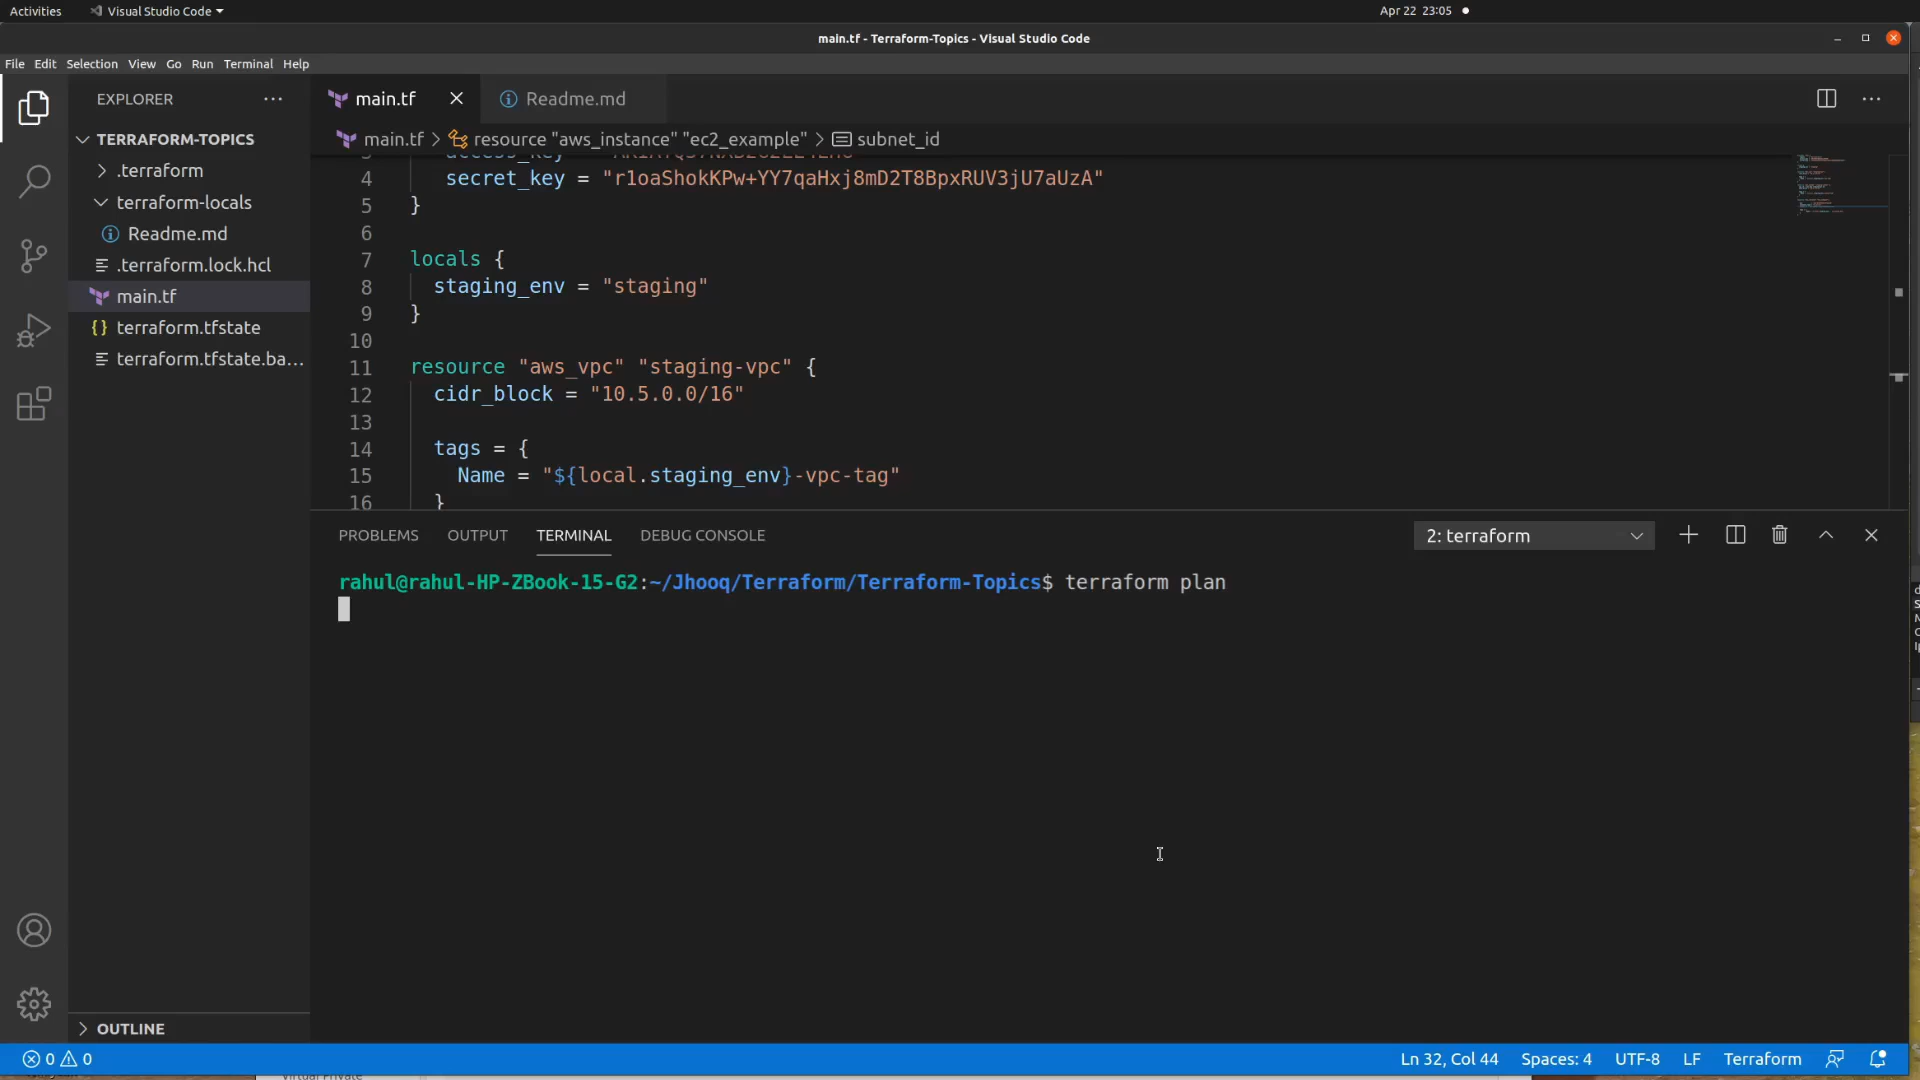 Activities
Visual Studio Code
Apr 22 23:05
main.tf - Terraform-Topics - Visual Studio Code
File Edit Selection View Go Run Terminal Help
EXPLORER
TERRAFORM-TOPICS
.terraform
terraform-locals
Readme.md
.terraform.lock.hcl
main.tf
terraform.tfstate
terraform.tfstate.ba...
OUTLINE
main.tf
Readme.md
main.tf > resource "aws_instance" "ec2_example" > subnet_id
4 secret_key = "r1oaShokKPw+YY7qaHxj8mD2T8BpxRUV3jU7aUzA"
5 }
6
7 locals {
8 staging_env = "staging"
9 }
10
11 resource "aws_vpc" "staging-vpc" {
12 cidr_block = "10.5.0.0/16"
13
14 tags = {
15 Name = "${local.staging_env}-vpc-tag"
16 }
PROBLEMS OUTPUT TERMINAL DEBUG CONSOLE
2: terraform
rahul@rahul-HP-ZBook-15-G2:~/Jhooq/Terraform/Terraform-Topics$ terraform plan
0 0
Ln 32, Col 44 Spaces: 4 UTF-8 LF Terraform